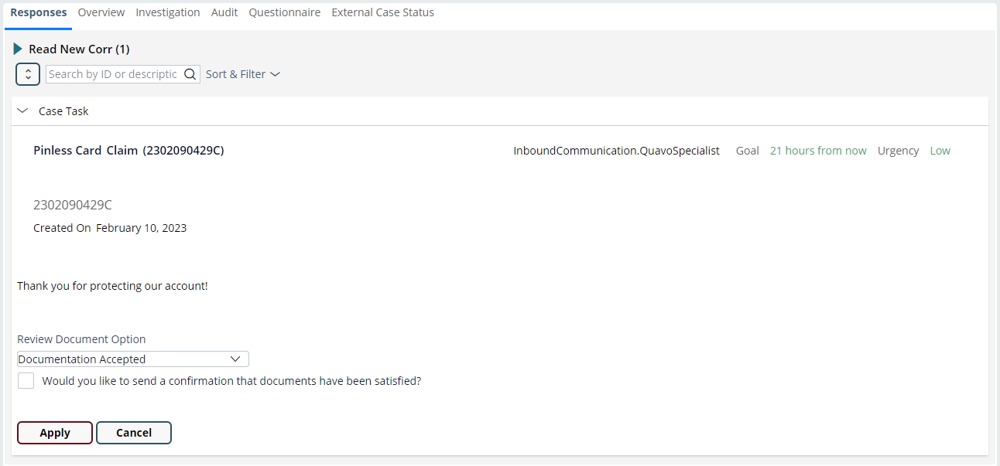 Responses Overview Investigation Audit Questionnaire External Case Status
Read New Corr (1)
Search by ID or descriptic Sort & Filter
Case Task
Pinless Card Claim (2302090429C) InboundCommunication.QuavoSpecialist Goal 21 hours from now Urgency Low
2302090429C
Created On February 10, 2023
Thank you for protecting our account!
Review Document Option
Documentation Accepted
Would you like to send a confirmation that documents have been satisfied?
Apply Cancel